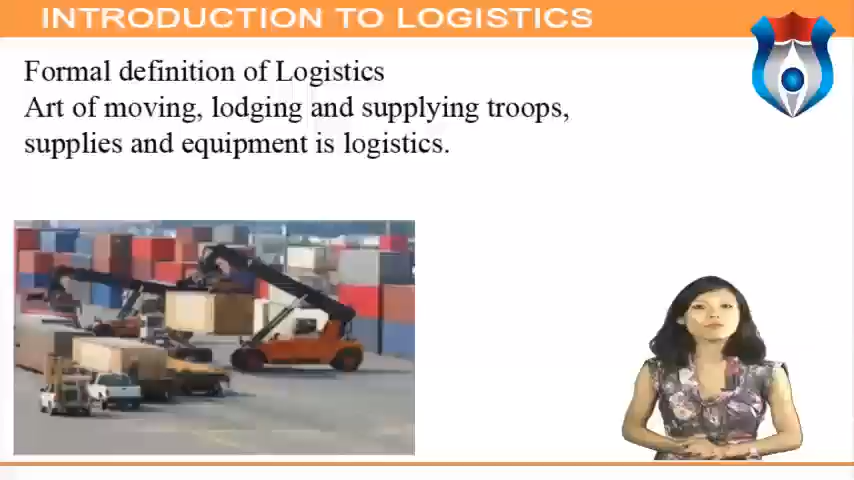 INTRODUCTION TO LOGISTICS
Formal definition of Logistics
Art of moving, lodging and supplying troops,
supplies and equipment is logistics.